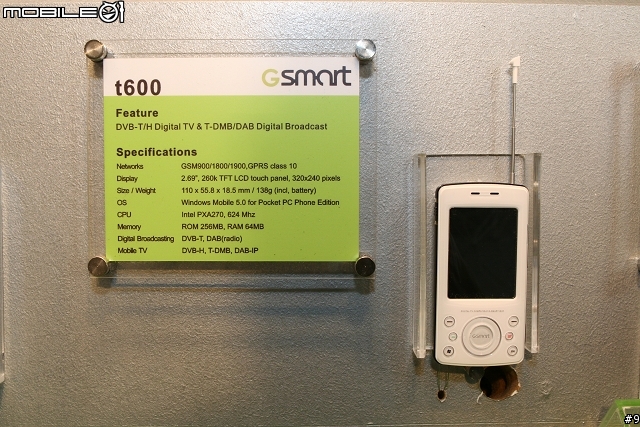 MOBILE01
t600
Gsmart
Feature
DVB-T/H Digital TV & T-DMB/DAB Digital Broadcast
Specifications
Networks GSM900/1800/1900,GPRS class 10
Display 2.69", 260k TFT LCD touch panel, 320x240 pixels
Size / Weight 110 x 55.8 x 18.5 mm / 138g (incl, battery)
OS Windows Mobile 5.0 for Pocket PC Phone Edition
CPU Intel PXA270, 624 Mhz
Memory ROM 256MB, RAM 64MB
Digital Broadcasting DVB-T, DAB(radio)
Mobile TV DVB-H, T-DMB, DAB-IP
Gsmart
#9